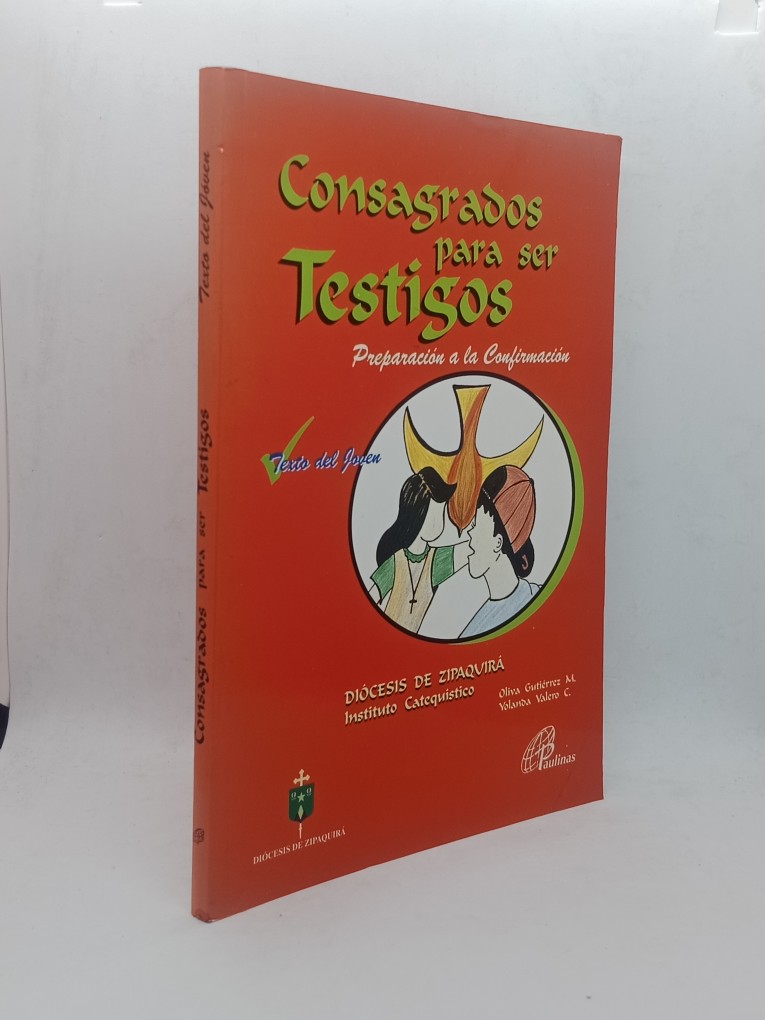 Consagrados
para ser
Testigos
Preparación a la Confirmación
Texto del Joven
DIÓCESIS DE ZIPAQUIRÁ
Instituto Catequístico
Oliva Gutiérrez M.
Yolanda Valero C.
Paulinas
DIÓCESIS DE ZIPAQUIRÁ
Consagrados para ser Testigos
Texto del Jóven